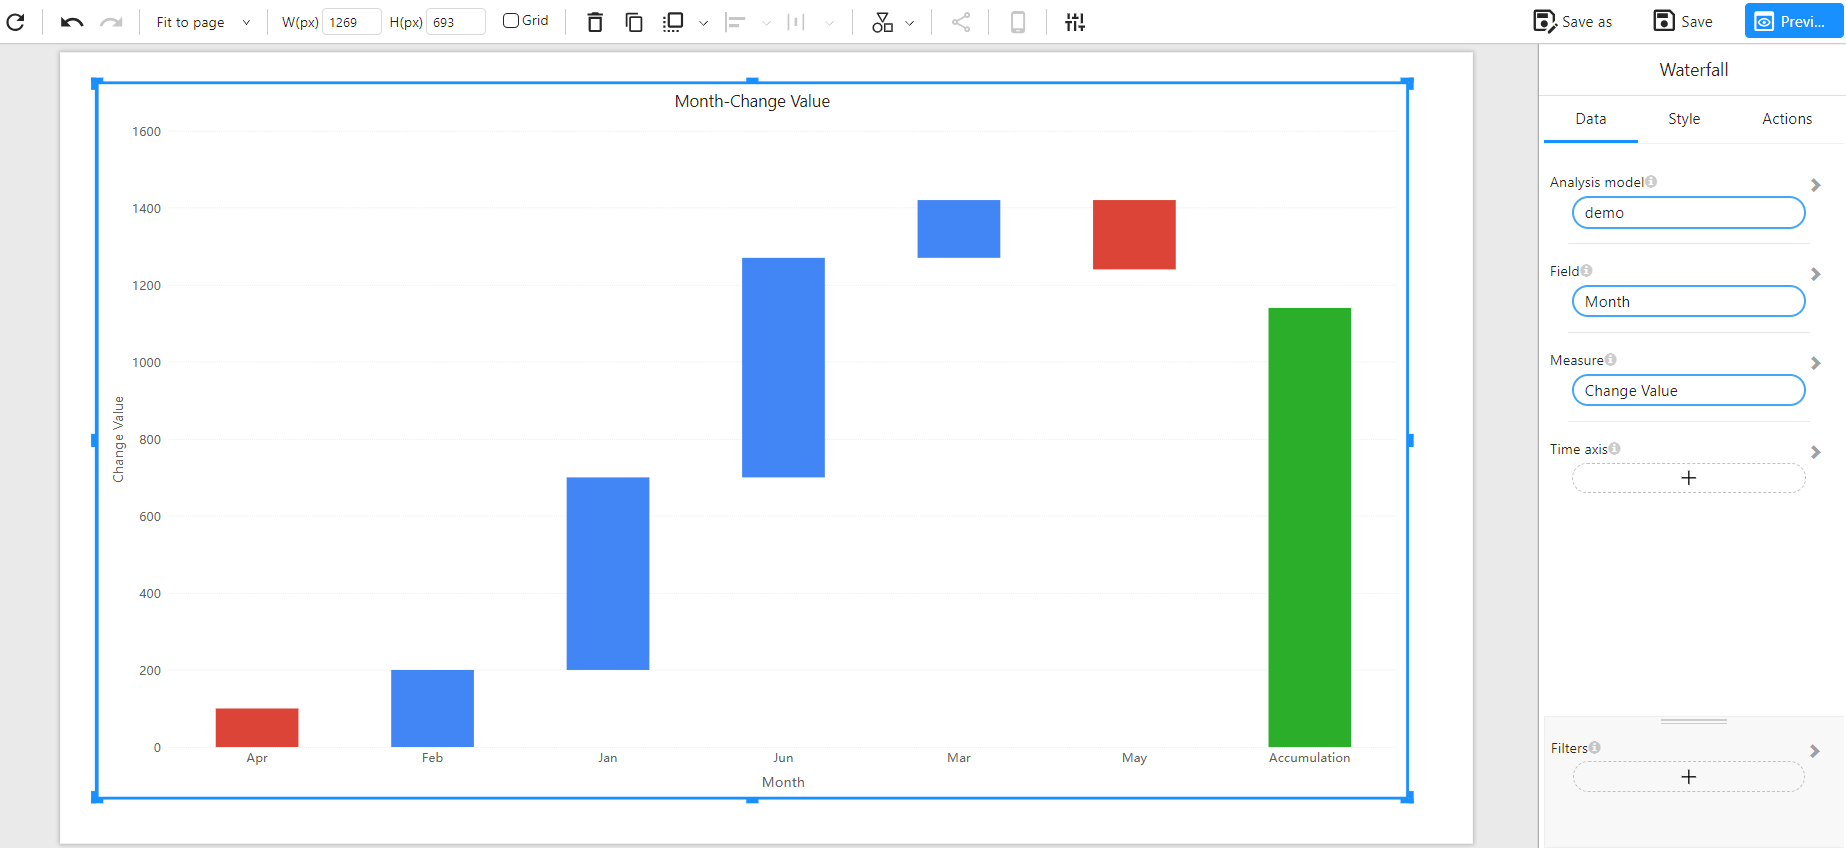 Fit to page W(px) 1269 H(px) 693 Grid Save as Save Previ...
Month-Change Value
1600
1400
1200
1000
800
600
400
200
0
Change Value
Apr Feb Jan Jun Mar May Accumulation
Month
Waterfall
Data Style Actions
Analysis model
demo
Field
Month
Measure
Change Value
Time axis
Filters